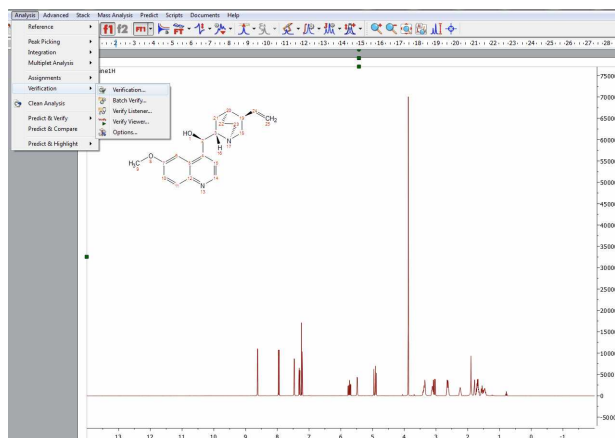 Analysis Advanced Stack Mass Analysis Predict Scripts Documents Help
Reference
Peak Picking
Integration
Multiplet Analysis
Assignments
Verification
Clean Analysis
Predict & Verify
Predict & Compare
Predict & Highlight
Verification...
Batch Verify...
Verify Listener...
Verify Viewer...
Options...
f1 f2
ne1H
HO
H
N
CH₂
H₃C
O
N
75000
70000
65000
60000
55000
50000
45000
40000
35000
30000
25000
20000
15000
10000
5000
0
-5000
13 12 11 10 9 8 7 6 5 4 3 2 1 0 -1